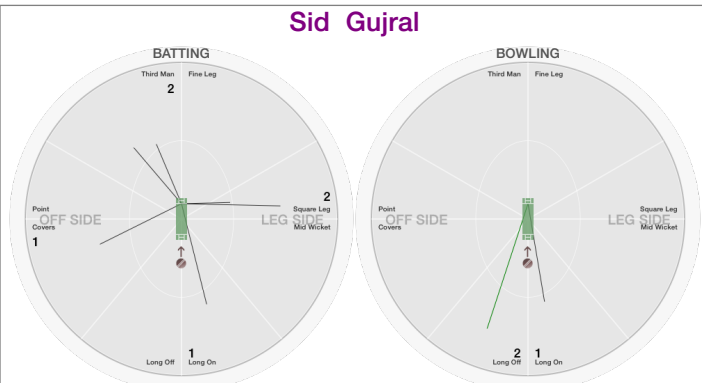 Sid Gujral
BATTING
Third Man
Fine Leg
2
2
Point
Square Leg
OFF SIDE
LEG SIDE
Covers
Mid Wicket
1
1
Long Off
Long On
BOWLING
Third Man
Fine Leg
Point
Square Leg
OFF SIDE
LEG SIDE
Covers
Mid Wicket
2
1
Long Off
Long On